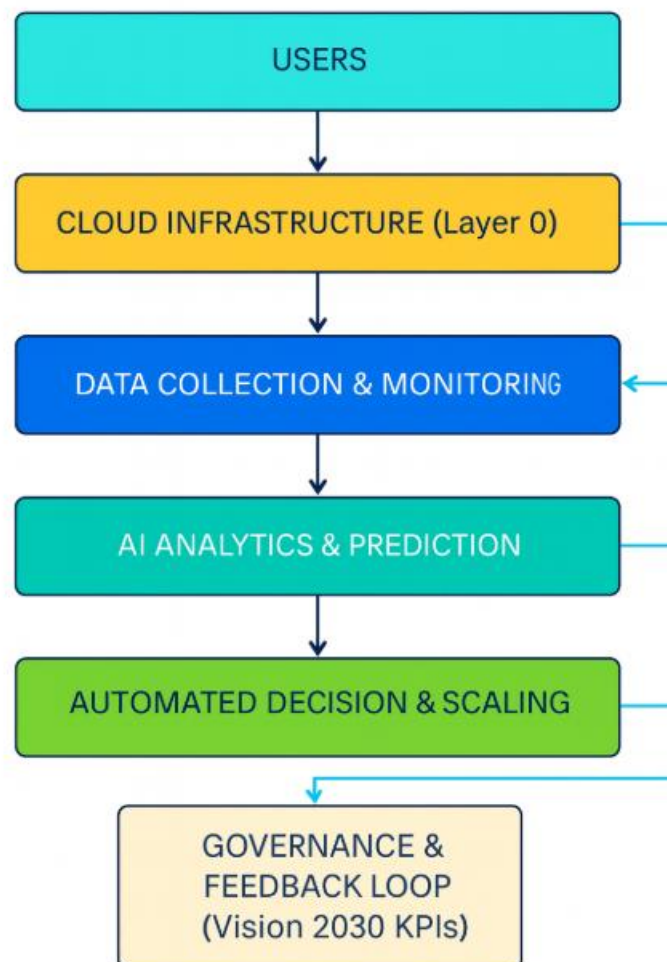 USERS
CLOUD INFRASTRUCTURE (Layer 0)
DATA COLLECTION & MONITORING
AI ANALYTICS & PREDICTION
AUTOMATED DECISION & SCALING
GOVERNANCE &
FEEDBACK LOOP
(Vision 2030 KPIs)